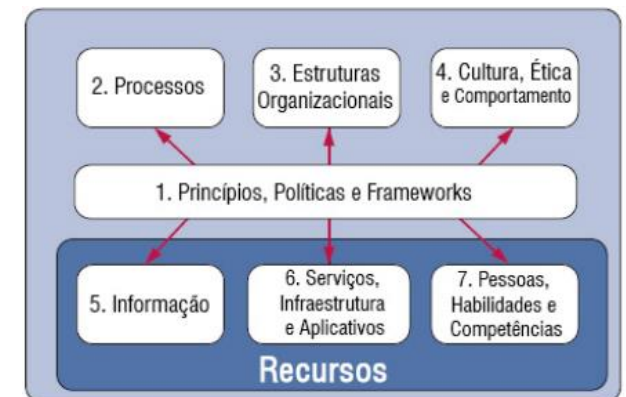 2. Processos
3. Estruturas
Organizacionais
4. Cultura, Ética
e Comportamento
1. Princípios, Políticas e Frameworks
5. Informação
6. Serviços,
Infraestrutura
e Aplicativos
7. Pessoas,
Habilidades e
Competências
Recursos